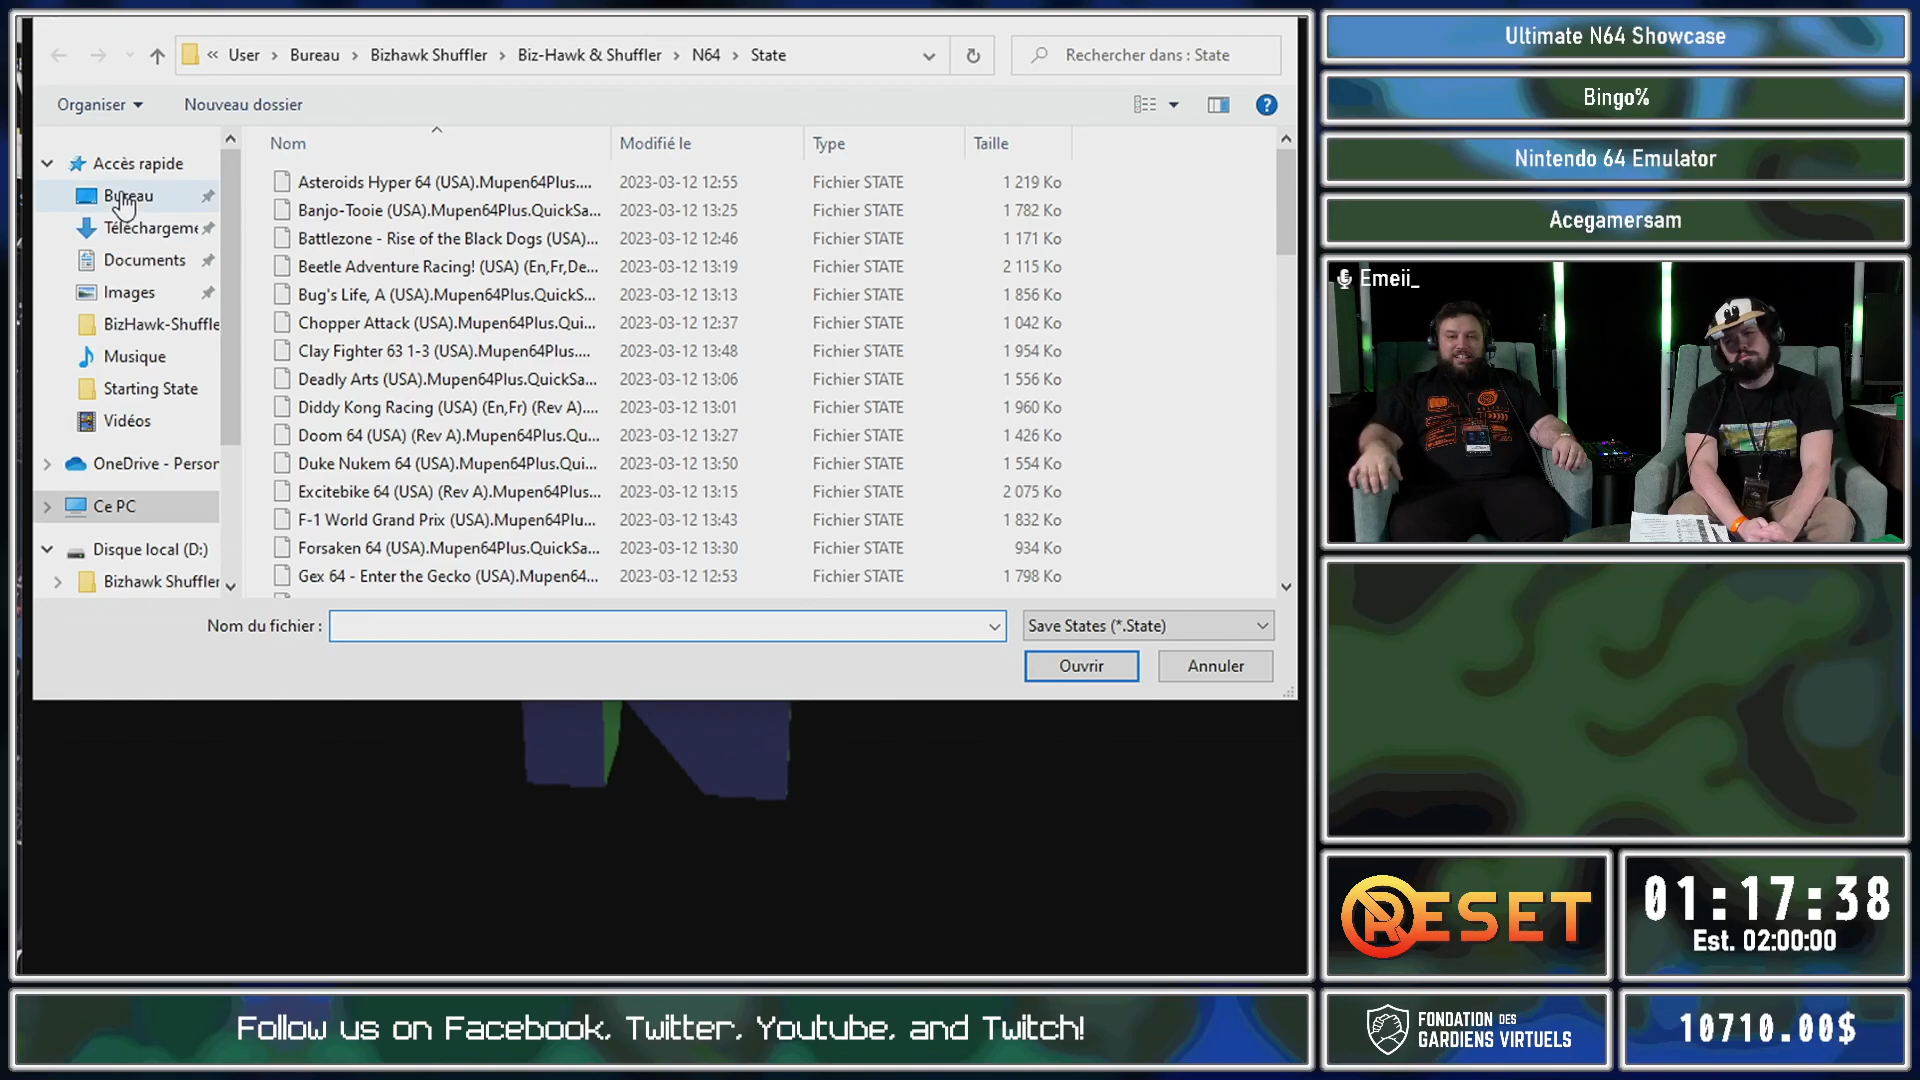 « User > Bureau > Bizhawk Shuffler > Biz-Hawk & Shuffler > N64 > State
Rechercher dans : State
Organiser
Nouveau dossier
Accès rapide
Bureau
Téléchargeme
Documents
Images
BizHawk-Shuffle
Musique
Starting State
Vidéos
OneDrive - Person
Ce PC
Disque local (D:)
Bizhawk Shuffler
Nom Modifié le Type Taille
Asteroids Hyper 64 (USA).Mupen64Plus.... 2023-03-12 12:55 Fichier STATE 1 219 Ko
Banjo-Tooie (USA).Mupen64Plus.QuickSa... 2023-03-12 13:25 Fichier STATE 1 782 Ko
Battlezone - Rise of the Black Dogs (USA)... 2023-03-12 12:46 Fichier STATE 1 171 Ko
Beetle Adventure Racing! (USA) (En,Fr,De... 2023-03-12 13:19 Fichier STATE 2 115 Ko
Bug's Life, A (USA).Mupen64Plus.QuickS... 2023-03-12 13:13 Fichier STATE 1 856 Ko
Chopper Attack (USA).Mupen64Plus.Qui... 2023-03-12 12:37 Fichier STATE 1 042 Ko
Clay Fighter 63 1-3 (USA).Mupen64Plus.... 2023-03-12 13:48 Fichier STATE 1 954 Ko
Deadly Arts (USA).Mupen64Plus.QuickSa... 2023-03-12 13:06 Fichier STATE 1 556 Ko
Diddy Kong Racing (USA) (En,Fr) (Rev A).... 2023-03-12 13:01 Fichier STATE 1 960 Ko
Doom 64 (USA) (Rev A).Mupen64Plus.Qu... 2023-03-12 13:27 Fichier STATE 1 426 Ko
Duke Nukem 64 (USA).Mupen64Plus.Qui... 2023-03-12 13:50 Fichier STATE 1 554 Ko
Excitebike 64 (USA) (Rev A).Mupen64Plus... 2023-03-12 13:15 Fichier STATE 2 075 Ko
F-1 World Grand Prix (USA).Mupen64Plu... 2023-03-12 13:43 Fichier STATE 1 832 Ko
Forsaken 64 (USA).Mupen64Plus.QuickSa... 2023-03-12 13:30 Fichier STATE 934 Ko
Gex 64 - Enter the Gecko (USA).Mupen64... 2023-03-12 12:53 Fichier STATE 1 798 Ko
Nom du fichier :
Save States (*.State)
Ouvrir
Annuler
Ultimate N64 Showcase
Bingo%
Nintendo 64 Emulator
Acegamersam
Emeii_
RESET
01:17:38
Est. 02:00:00
Follow us on Facebook, Twitter, Youtube, and Twitch!
FONDATION DES
GARDIENS VIRTUELS
10710.00$